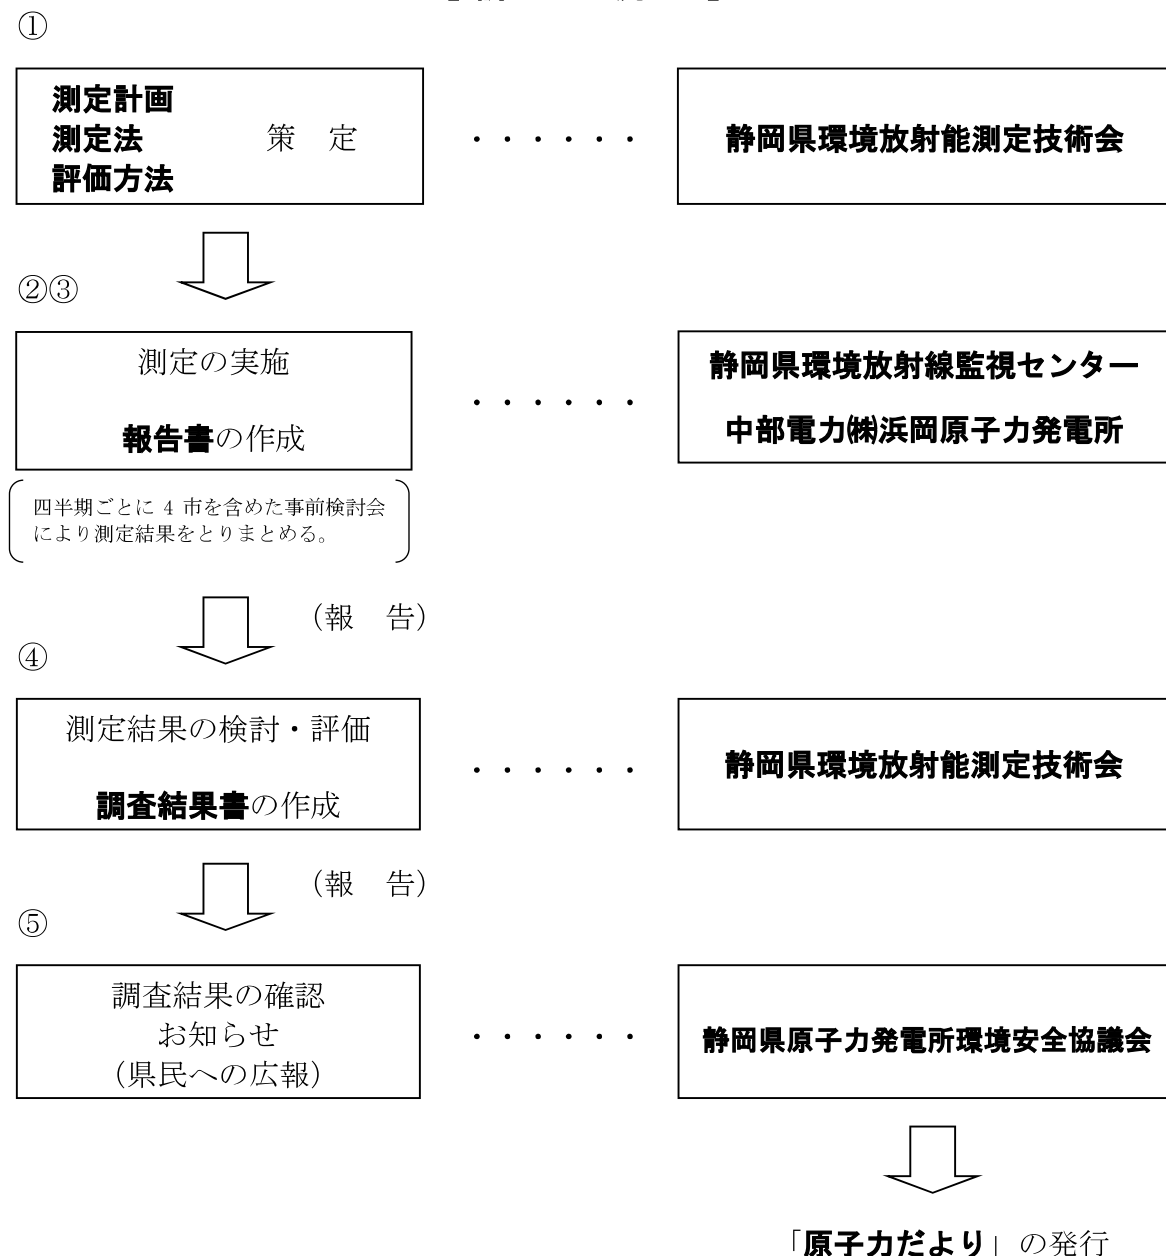 ①
測定計画
測定法 策 定 ・・・・・・ 静岡県環境放射能測定技術会
評価方法
②③
測定の実施 静岡県環境放射線監視センター
・・・・・・
報告書の作成 中部電力㈱浜岡原子力発電所
四半期ごとに 4 市を含めた事前検討会
により測定結果をとりまとめる。
（報 告）
④
測定結果の検討・評価
・・・・・・ 静岡県環境放射能測定技術会
調査結果書の作成
（報 告）
⑤
調査結果の確認
お知らせ ・・・・・・ 静岡県原子力発電所環境安全協議会
（県民への広報）
「原子力だより」の発行